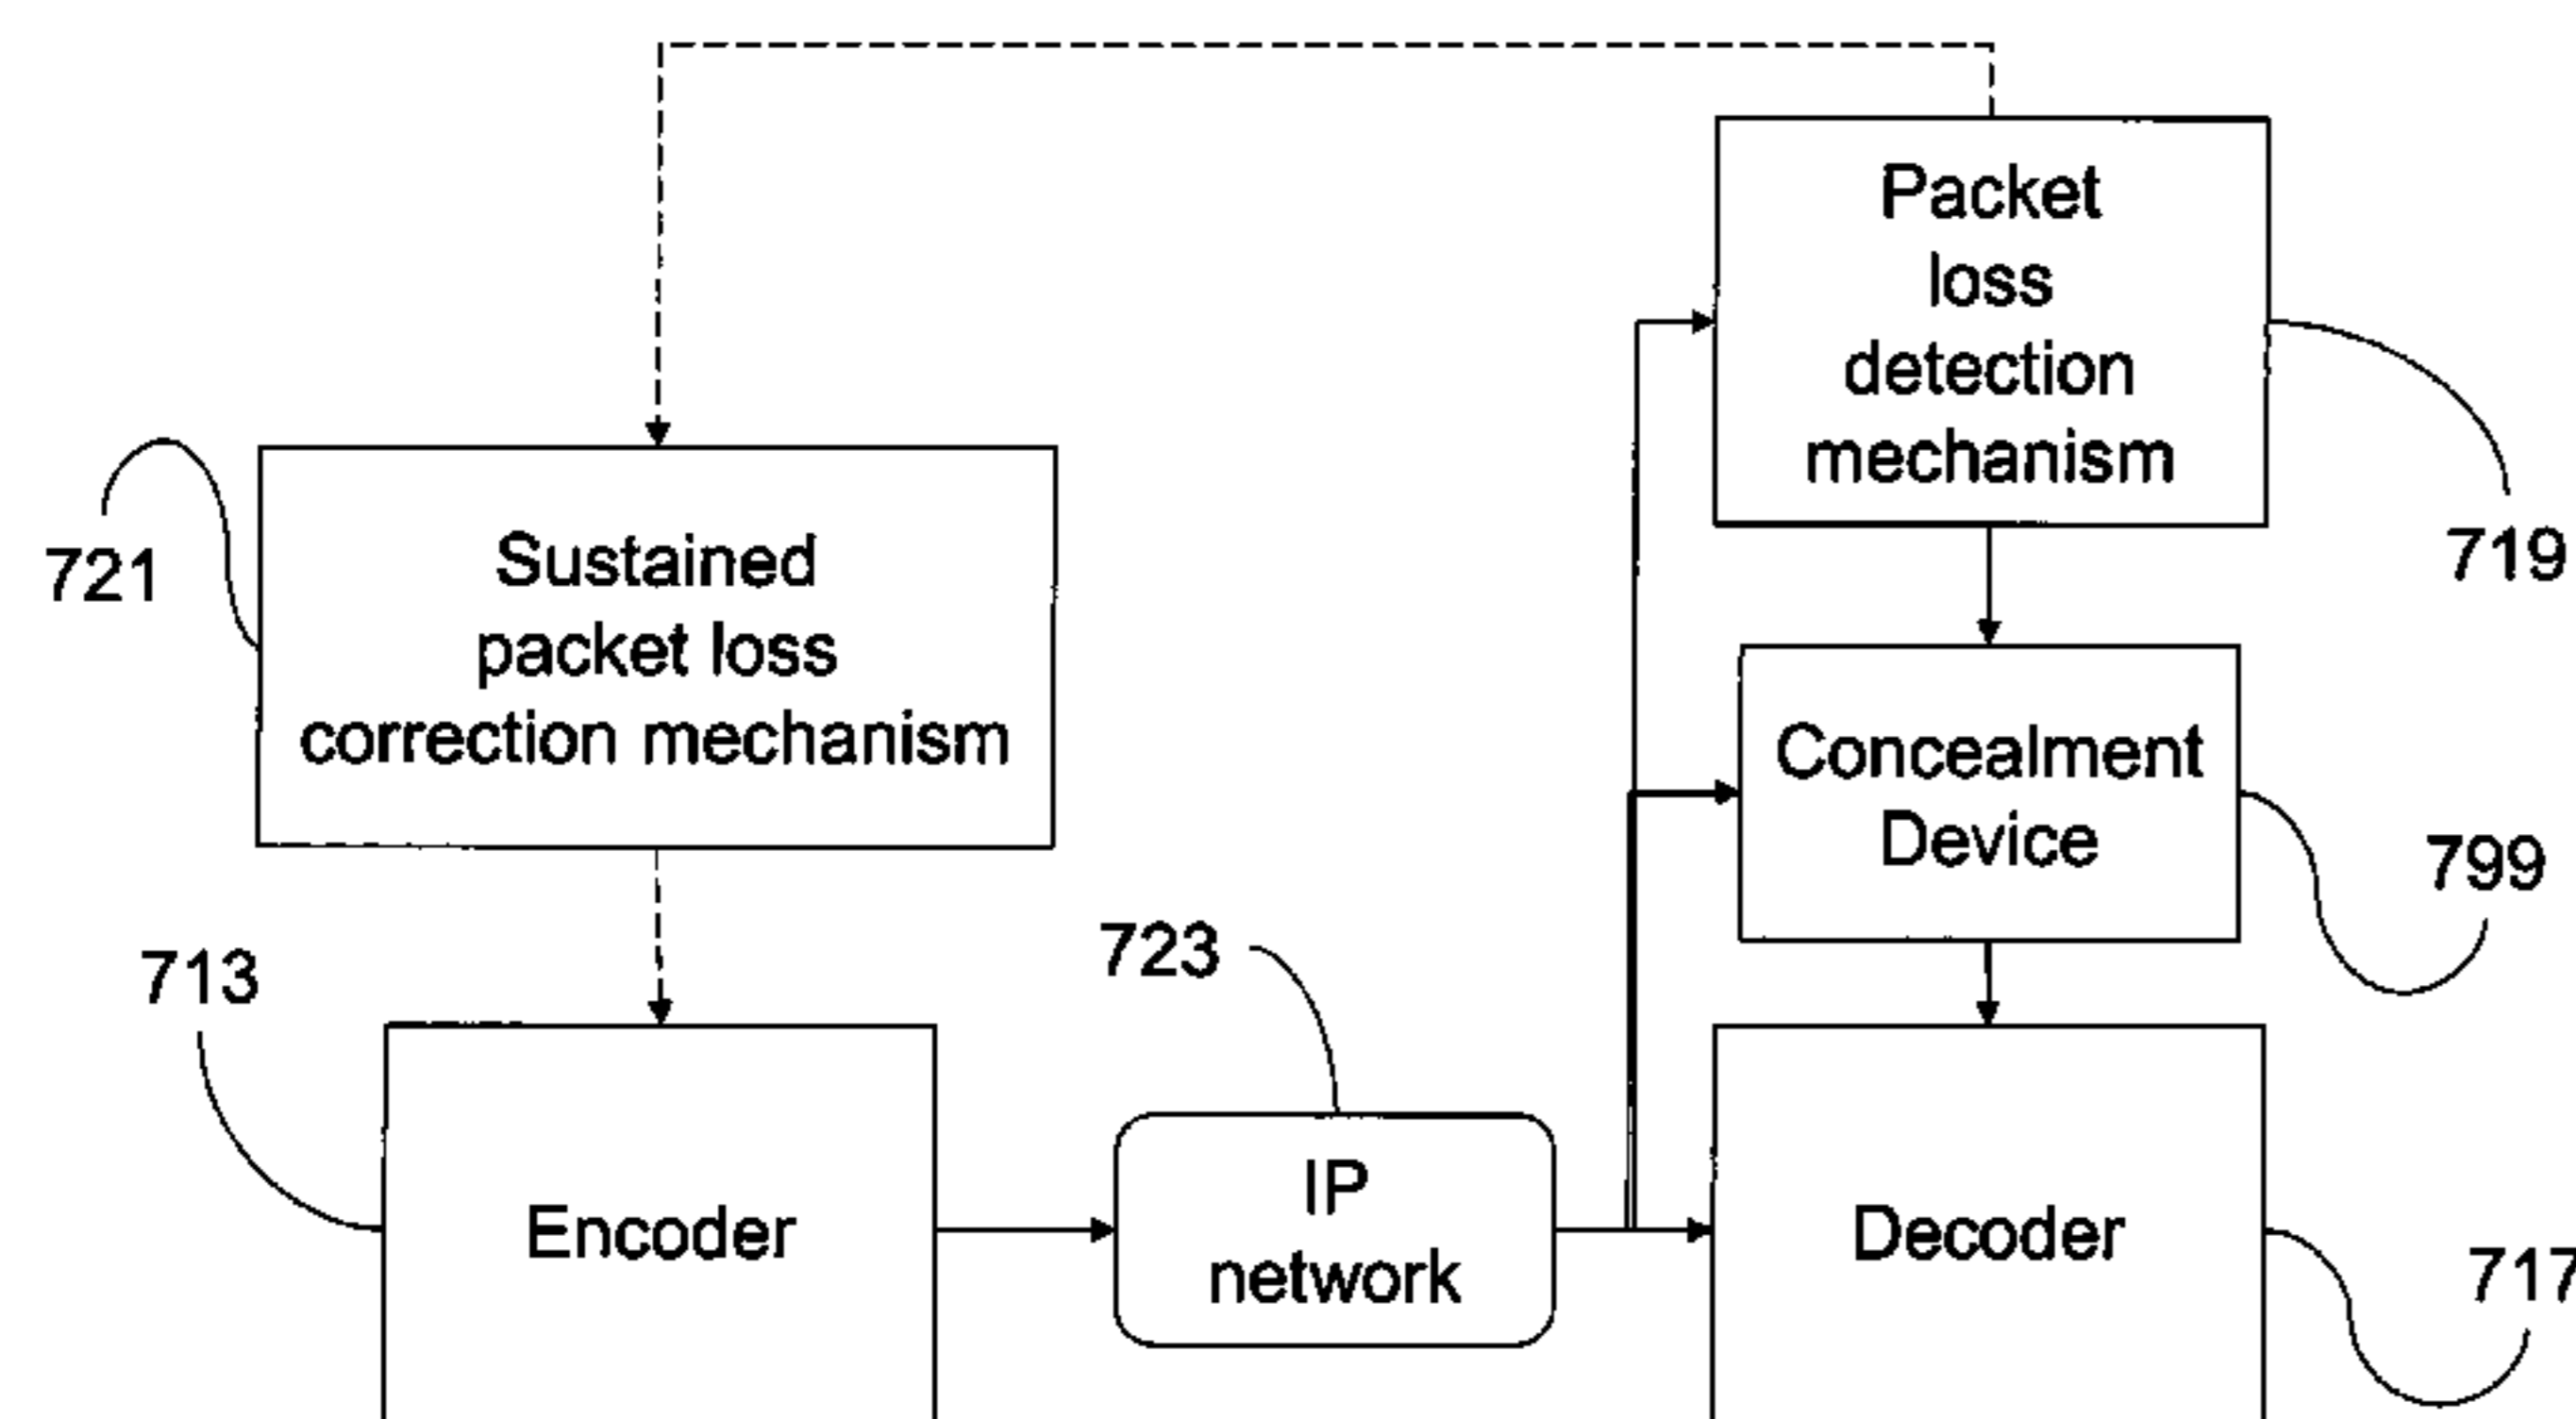 Packet
loss
detection
mechanism
719
721
Sustained
packet loss
correction mechanism
Concealment
Device
799
713
723
Encoder
IP
network
Decoder
717